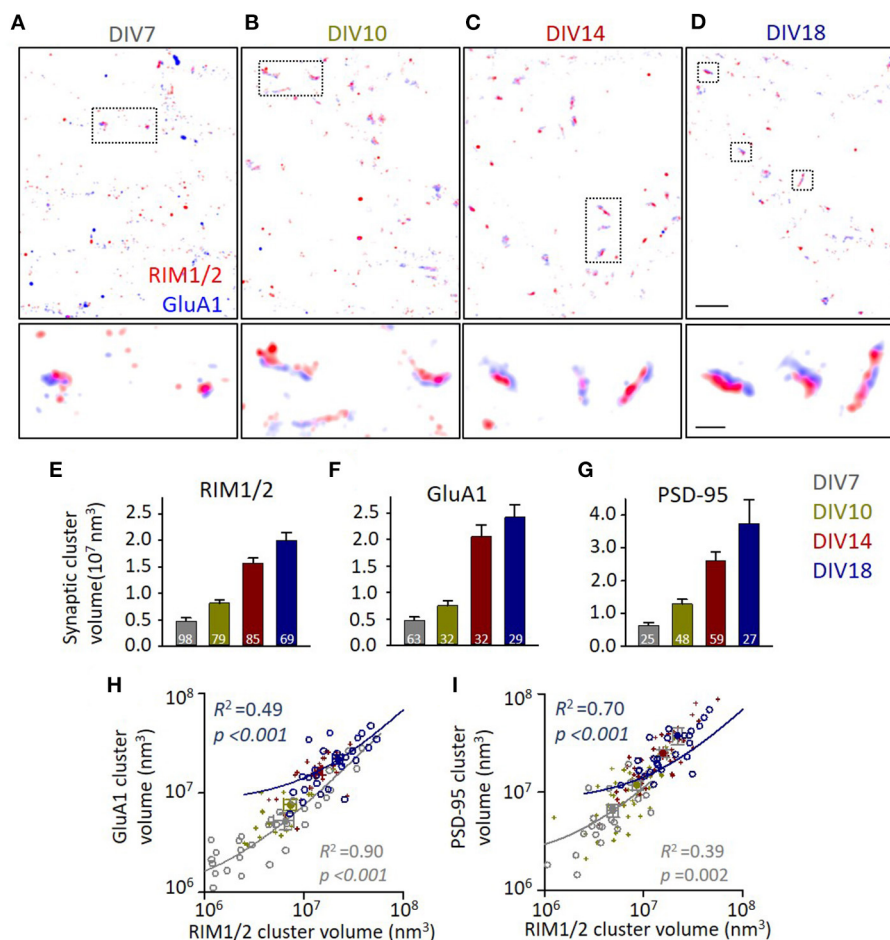 A DIV7
B DIV10
C DIV14
D DIV18
RIM1/2
GluA1
E RIM1/2
F GluA1
G PSD-95
DIV7
DIV10
DIV14
DIV18
Synaptic cluster
volume(10⁷ nm³)
2.5
2.0
1.5
1.0
0.5
0.0
98 79 85 69
2.5
2.0
1.5
1.0
0.5
0.0
63 32 32 29
4.0
3.0
2.0
1.0
0.0
25 48 59 27
H
GluA1 cluster
volume (nm³)
10⁸
10⁷
10⁶
R²=0.49
p <0.001
R²=0.90
p <0.001
10⁶ 10⁷ 10⁸
RIM1/2 cluster volume (nm³)
I
PSD-95 cluster
volume (nm³)
10⁸
10⁷
10⁶
R²=0.70
p <0.001
R²=0.39
p =0.002
10⁶ 10⁷ 10⁸
RIM1/2 cluster volume (nm³)